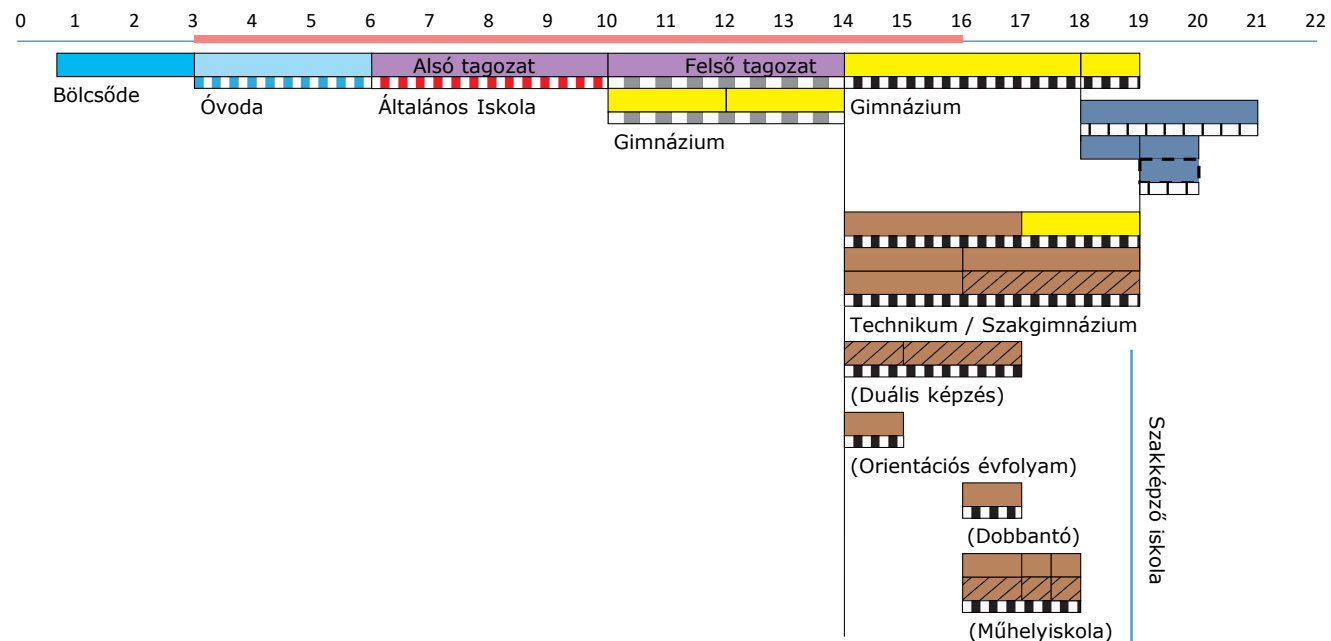 0 1 2 3 4 5 6 7 8 9 10 11 12 13 14 15 16 17 18 19 20 21 22
Alsó tagozat Felső tagozat
Bölcsőde Óvoda Általános Iskola Gimnázium
Gimnázium
Technikum / Szakgimnázium
(Duális képzés)
(Orientációs évfolyam)
(Dobbantó)
(Műhelyiskola)
Szakképző iskola